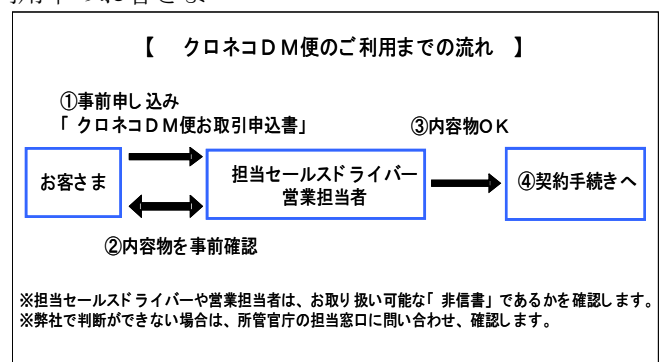 【 クロネコDM便のご利用までの流れ 】
①事前申し込み
「クロネコDM便お取引申込書」
③内容物OK
お客さま
担当セールスドライバー
営業担当者
④契約手続きへ
②内容物を事前確認
※担当セールスドライバーや営業担当者は、お取り扱い可能な「非信書」であるかを確認します。
※弊社で判断ができない場合は、所管官庁の担当窓口に問い合わせ、確認します。